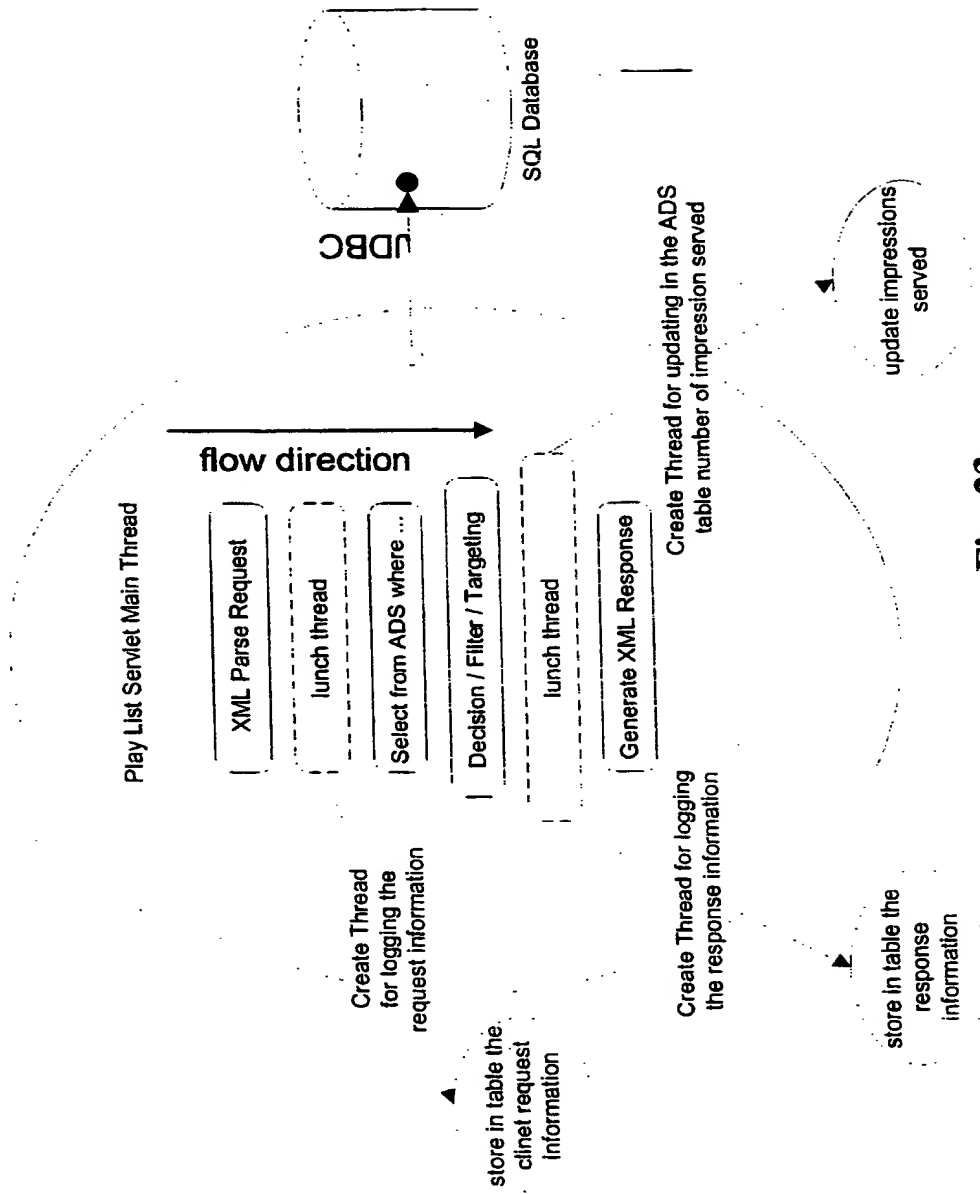 Play List Servlet Main Thread
XML Parse Request
lunch thread
Select from ADS where ...
Decision / Filter / Targeting
lunch thread
Generate XML Response
flow direction
JDBC
SQL Database
Create Thread
for logging the
request information
store in table the
clinet request
information
Create Thread for logging
the response information
store in table the
response
information
Create Thread for updating in the ADS
table number of impression served
update impressions
served